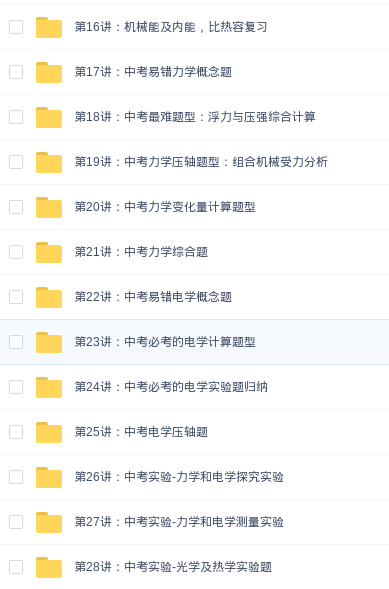 第16讲：机械能及内能，比热容复习
第17讲：中考易错力学概念题
第18讲：中考最难题型：浮力与压强综合计算
第19讲：中考力学压轴题型：组合机械受力分析
第20讲：中考力学变化量计算题型
第21讲：中考力学综合题
第22讲：中考易错电学概念题
第23讲：中考必考的电学计算题型
第24讲：中考必考的电学实验题归纳
第25讲：中考电学压轴题
第26讲：中考实验-力学和电学探究实验
第27讲：中考实验-力学和电学测量实验
第28讲：中考实验-光学及热学实验题